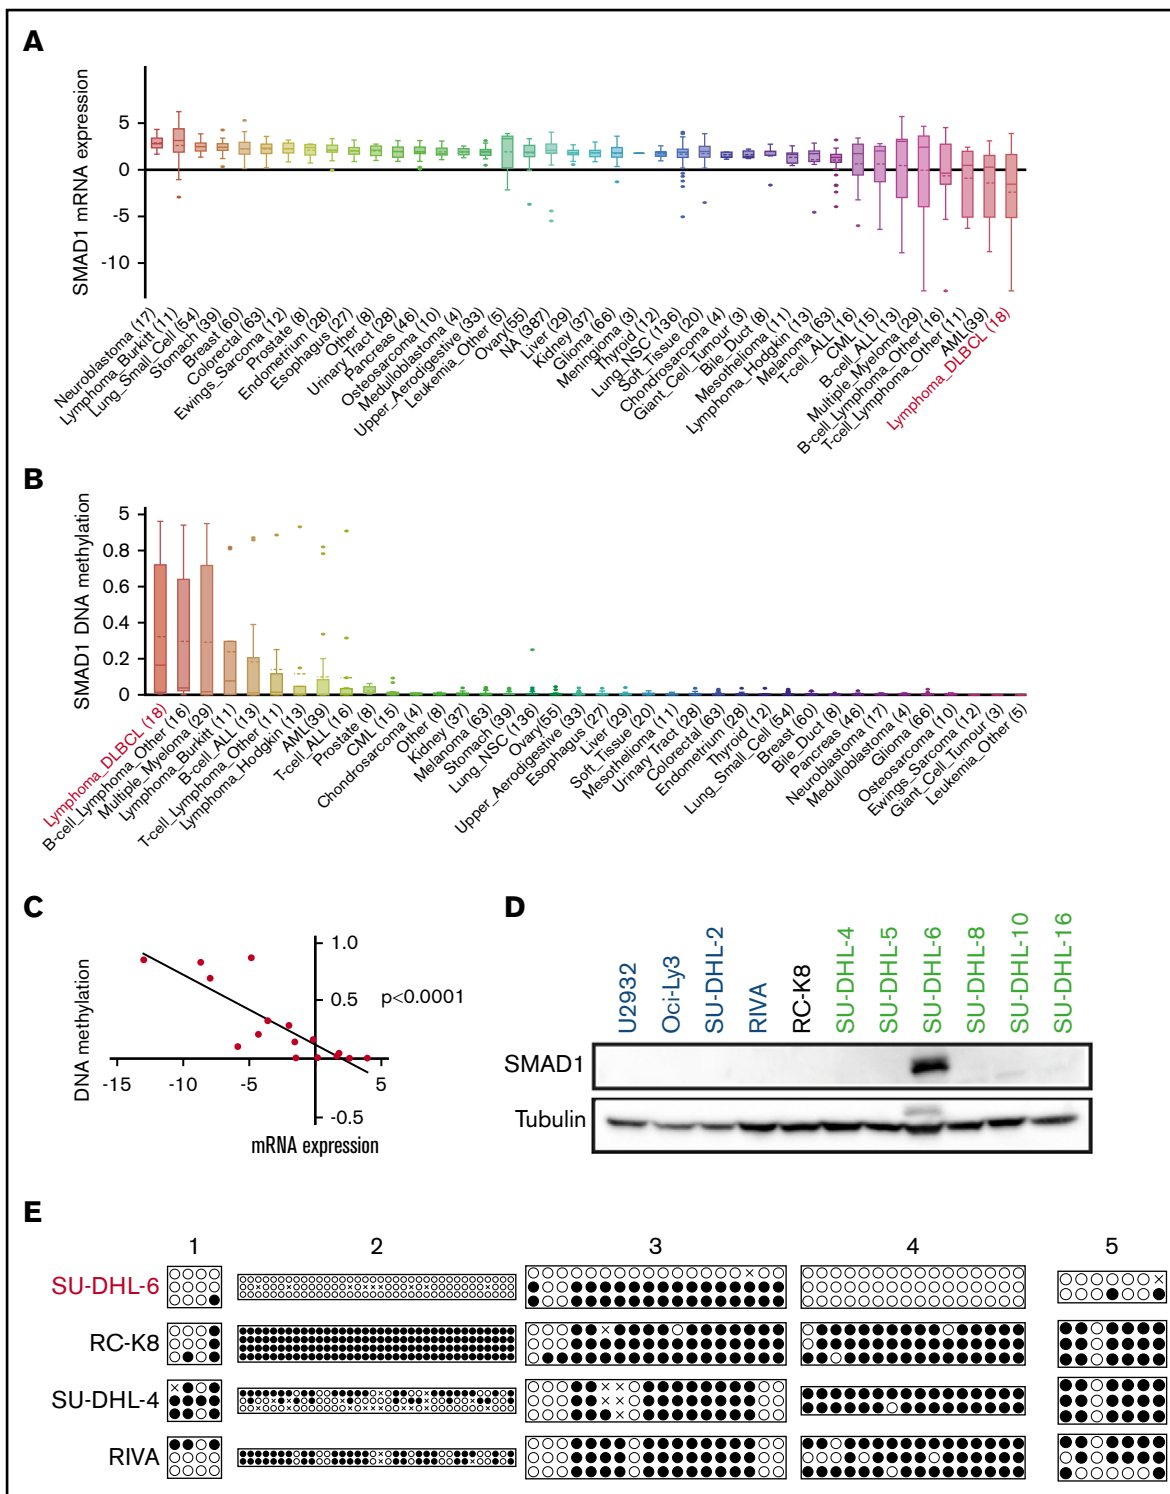 A
SMAD1 mRNA expression
5
0
-5
-10
Neuroblastoma (17)
Lymphoma_Burkitt (11)
Lung_Small_Cell (54)
Stomach (39)
Breast (60)
Colorectal (63)
Ewings_Sarcoma (12)
Prostate (8)
Endometrium (28)
Esophagus (27)
Other (8)
Urinary Tract (28)
Pancreas (46)
Osteosarcoma (10)
Medulloblastoma (4)
Upper_Aerodigestive (33)
Leukemia_Other (5)
Ovary(55)
NA (387)
Liver (29)
Kidney (37)
Glioma (66)
Meningioma (3)
Thyroid (12)
Lung_NSC (136)
Soft_Tissue (20)
Chondrosarcoma (4)
Giant_Cell_Tumour (3)
Bile_Duct (8)
Mesothelioma (11)
Lymphoma_Hodgkin (13)
Melanoma (63)
T-cell_ALL (16)
CML (15)
B-cell_ALL (13)
Multiple_Myeloma (29)
B-cell_Lymphoma_Other (16)
T-cell_Lymphoma_Other (11)
AML(39)
Lymphoma_DLBCL (18)
B
SMAD1 DNA methylation
5
0.8
0.6
0.4
0.2
0
Lymphoma_DLBCL (18)
B-cell_Lymphoma_Other (16)
Multiple_Myeloma (29)
Lymphoma_Burkitt (11)
B-cell_ALL (13)
T-cell_Lymphoma_Other (11)
Lymphoma_Hodgkin (13)
AML(39)
T-cell_ALL (16)
Prostate (8)
CML (15)
Chondrosarcoma (4)
Other (8)
Kidney (37)
Melanoma (63)
Stomach (39)
Lung_NSC (136)
Ovary(55)
Upper_Aerodigestive (33)
Esophagus (27)
Liver (29)
Soft_Tissue (20)
Mesothelioma (11)
Urinary Tract (28)
Colorectal (63)
Endometrium (28)
Thyroid (12)
Lung_Small_Cell (54)
Breast (60)
Bile_Duct (8)
Pancreas (46)
Neuroblastoma (17)
Medulloblastoma (4)
Glioma (66)
Osteosarcoma (10)
Ewings_Sarcoma (12)
Giant_Cell_Tumour (3)
Leukemia_Other (5)
C
DNA methylation
1.0
0.5
p<0.0001
-15 -10 -5 5
-0.5
mRNA expression
D
U2932 Oci-Ly3 SU-DHL-2 RIVA RC-K8 SU-DHL-4 SU-DHL-5 SU-DHL-6 SU-DHL-8 SU-DHL-10 SU-DHL-16
SMAD1
Tubulin
E
1 2 3 4 5
SU-DHL-6
RC-K8
SU-DHL-4
RIVA